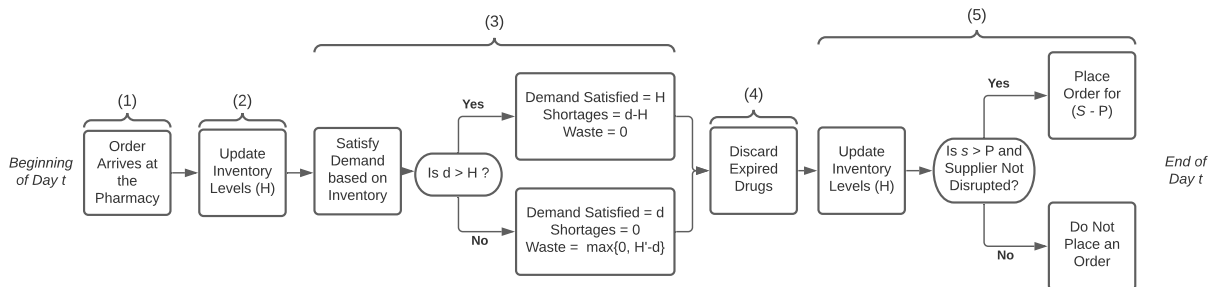 Beginning
of Day t
(1)
Order
Arrives at
the
Pharmacy
(2)
Update
Inventory
Levels (H)
(3)
Satisfy
Demand
based on
Inventory
Is d > H ?
Yes
Demand Satisfied = H
Shortages = d-H
Waste = 0
No
Demand Satisfied = d
Shortages = 0
Waste = max{0, H'-d}
(4)
Discard
Expired
Drugs
(5)
Update
Inventory
Levels (H)
Is s > P and
Supplier Not
Disrupted?
Yes
Place
Order for
(S - P)
No
Do Not
Place an
Order
End of
Day t